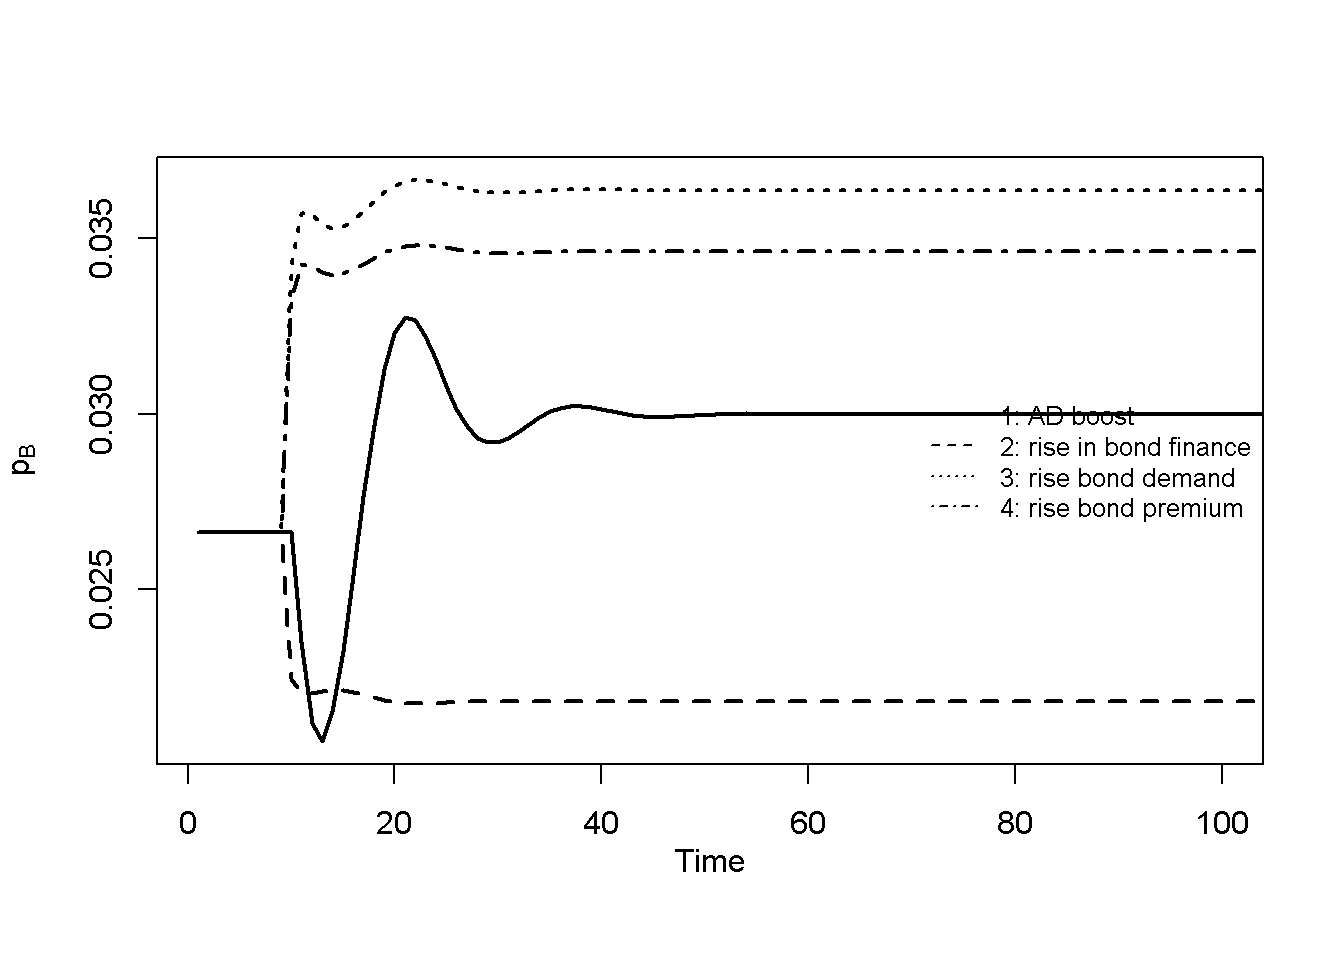 0.035
0.030
0.025
pB
1: AD boost
2: rise in bond finance
3: rise bond demand
4: rise bond premium
0 20 40 60 80 100
Time